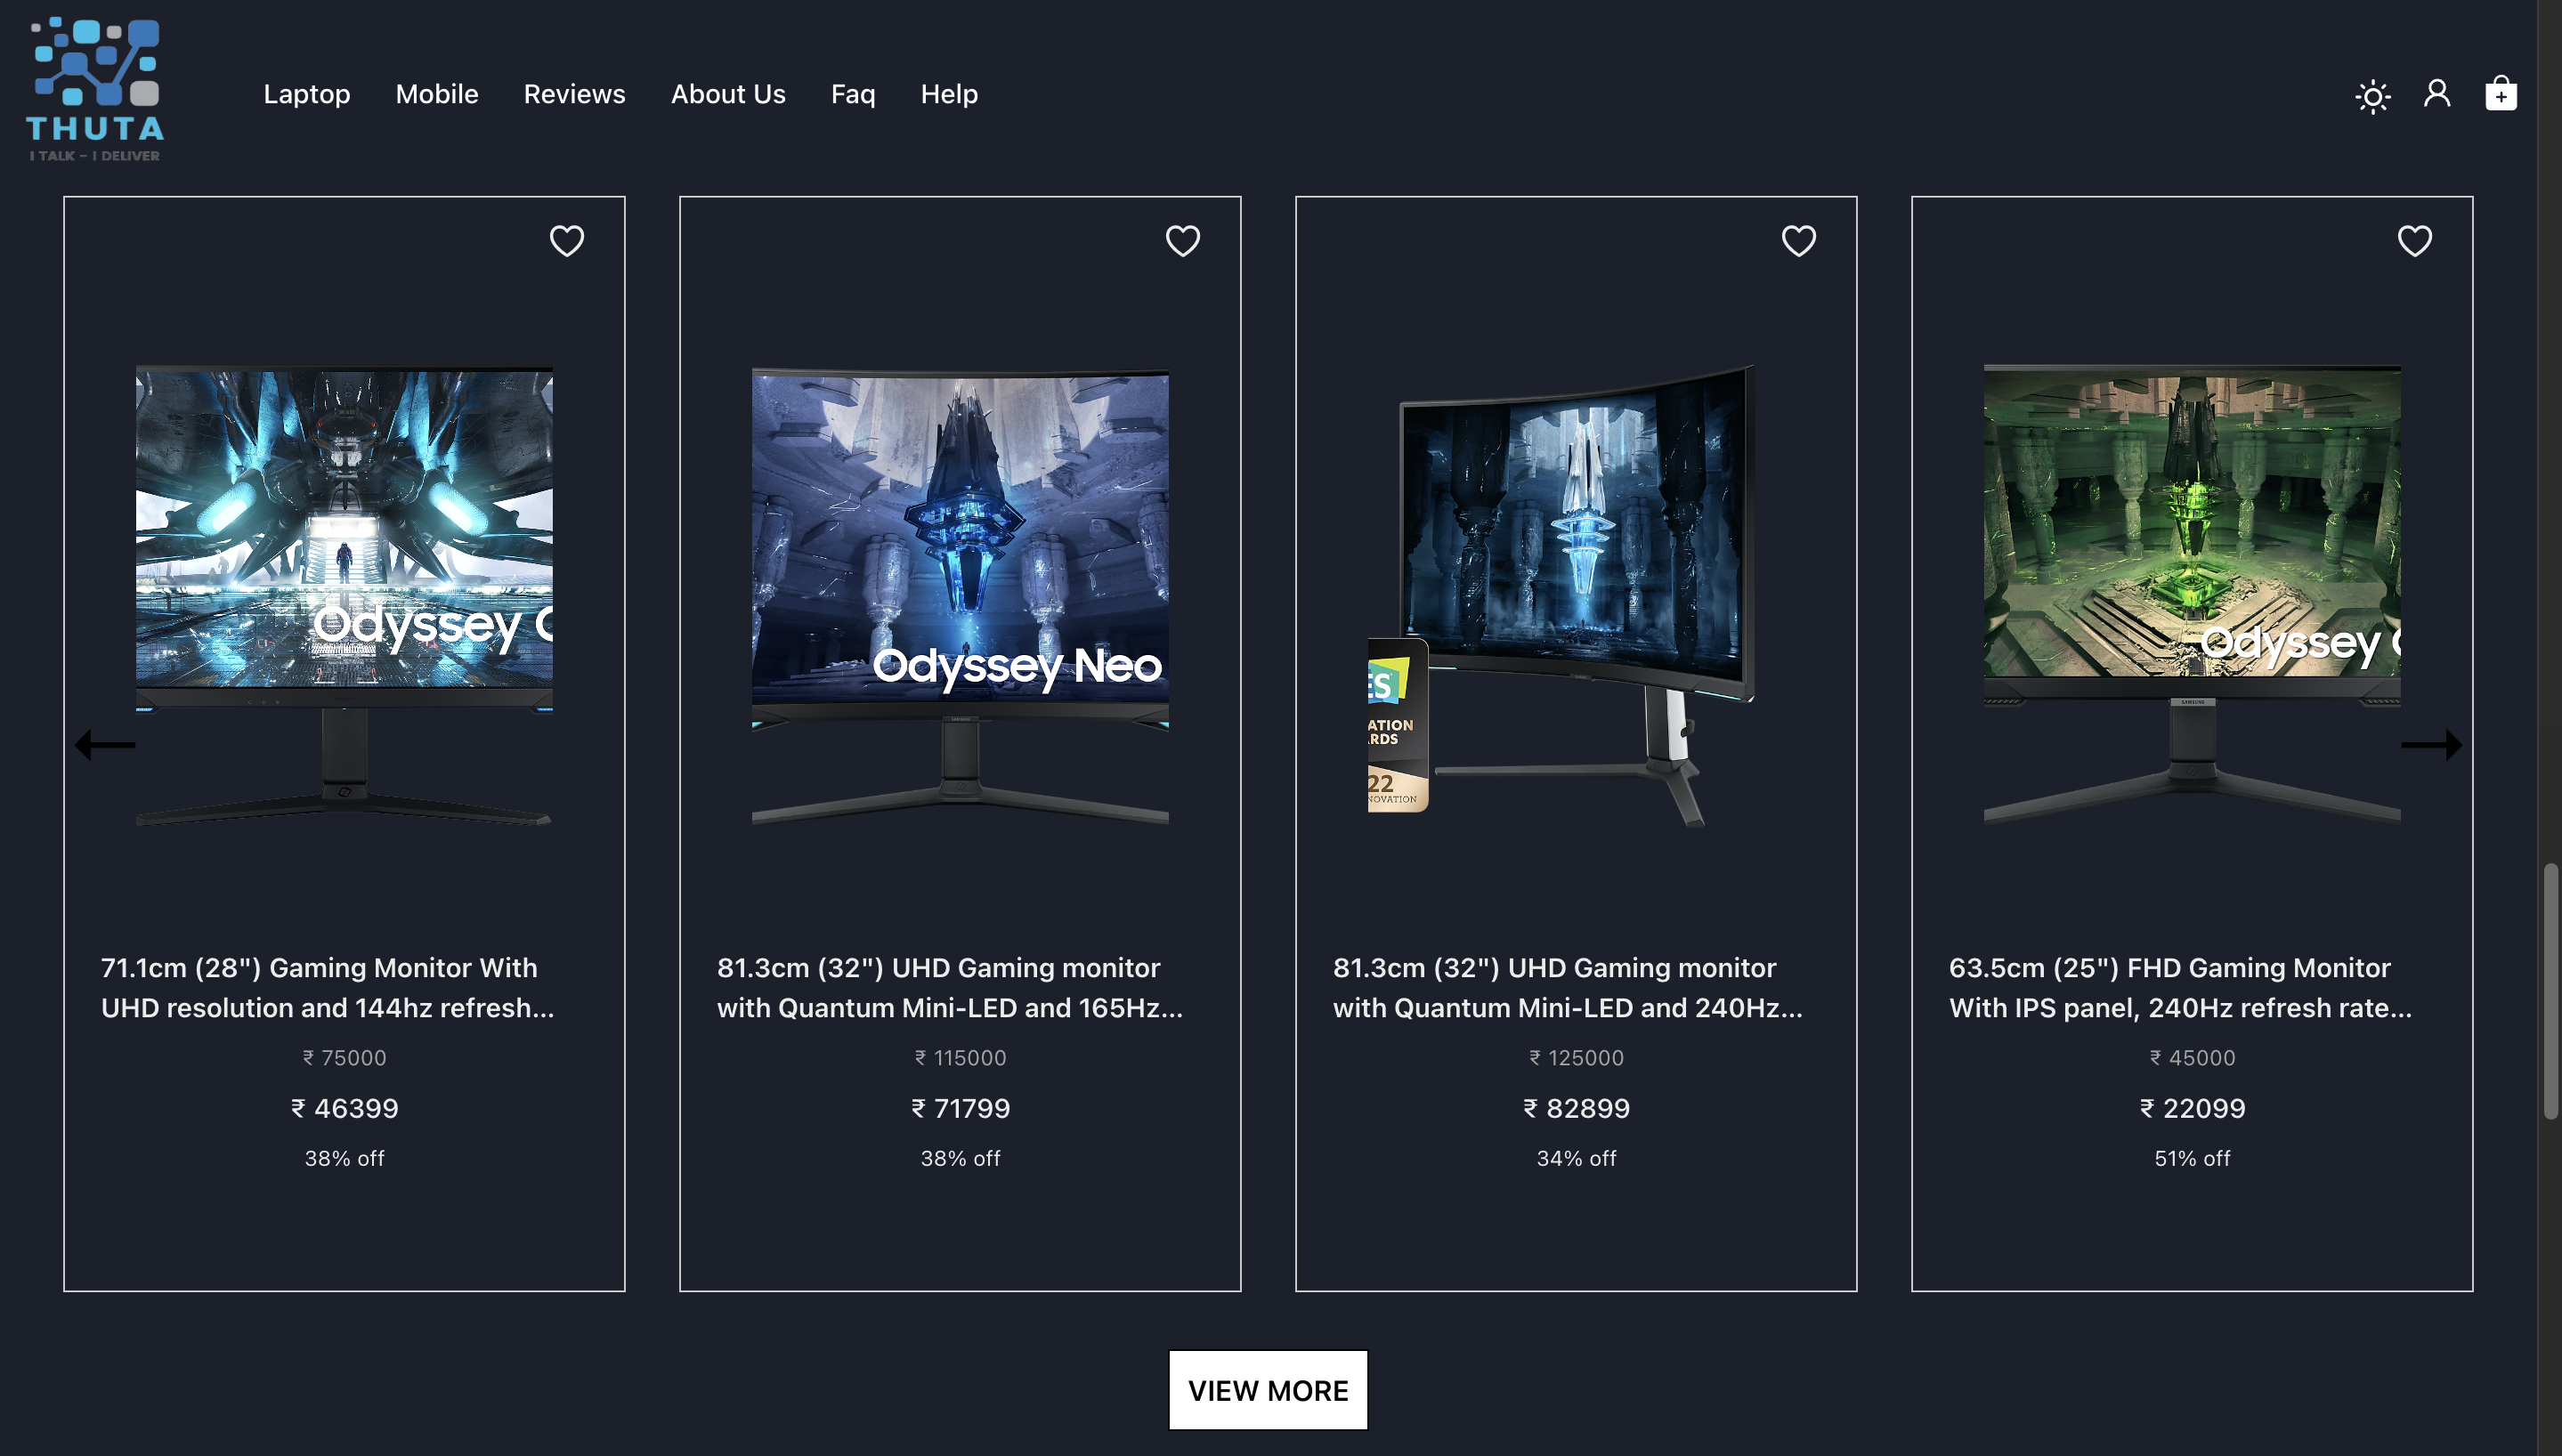 THUTA
I TALK - I DELIVER
Laptop
Mobile
Reviews
About Us
Faq
Help
Odyssey
71.1cm (28") Gaming Monitor With
UHD resolution and 144hz refresh...
₹ 75000
₹ 46399
38% off
Odyssey Neo
81.3cm (32") UHD Gaming monitor
with Quantum Mini-LED and 165Hz...
₹ 115000
₹ 71799
38% off
ES
ATION
RDS
22
NOVATION
81.3cm (32") UHD Gaming monitor
with Quantum Mini-LED and 240Hz...
₹ 125000
₹ 82899
34% off
Odyssey
SAMSUNG
63.5cm (25") FHD Gaming Monitor
With IPS panel, 240Hz refresh rate...
₹ 45000
₹ 22099
51% off
VIEW MORE